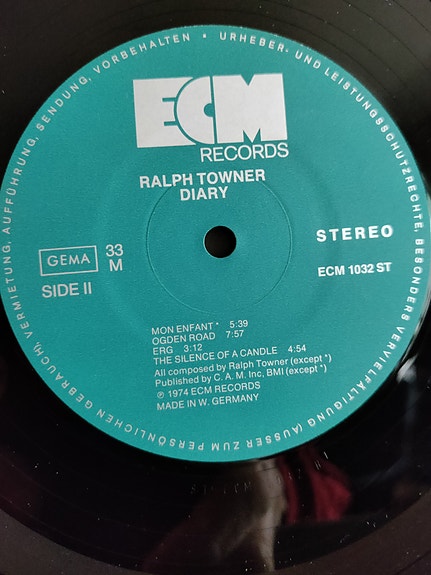 URHEBER- UND LEISTUNGSSCHUTZRECHTE, BESONDERS VERVIELFÄLTIGUNG (AUSSER ZUM PERSÖNLICHEN GEBRAUCH), VERMIETUNG, AUFFÜHRUNG, SENDUNG, VORBEHALTEN •
ECM
RECORDS
RALPH TOWNER
DIARY
STEREO
GEMA
33
M
ECM 1032 ST
SIDE II
MON ENFANT* 5:39
OGDEN ROAD 7:57
ERG 3:12
THE SILENCE OF A CANDLE 4:54
All composed by Ralph Towner (except *)
Published by C. A. M. Inc. BMI (except *)
℗ 1974 ECM RECORDS
MADE IN W. GERMANY